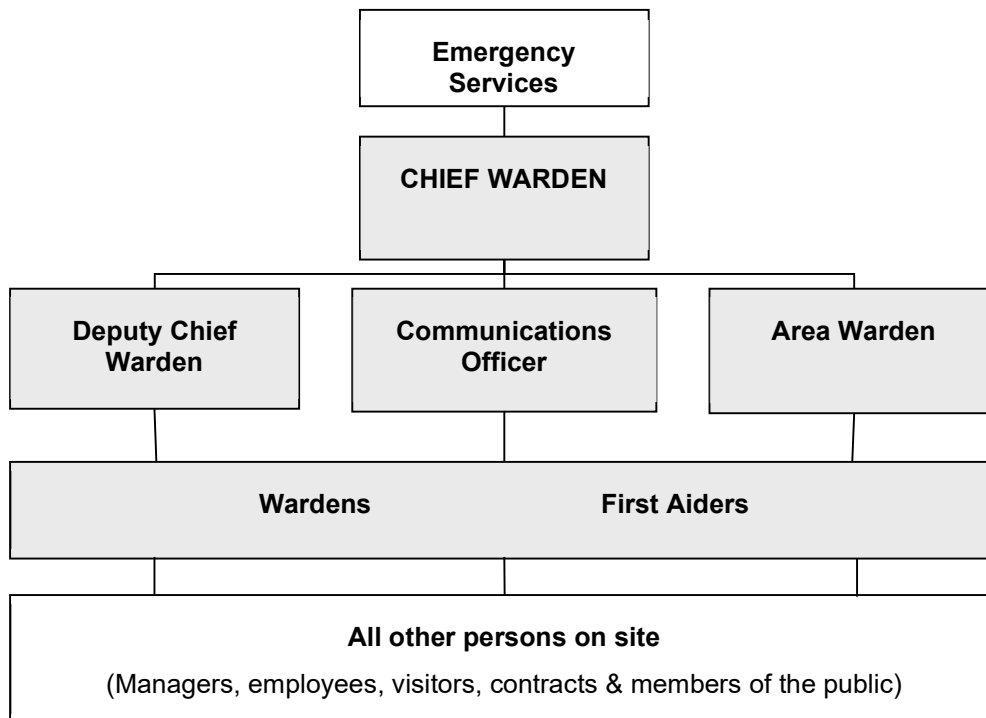 Emergency
Services
CHIEF WARDEN
Deputy Chief
Warden
Communications
Officer
Area Warden
Wardens First Aiders
All other persons on site
(Managers, employees, visitors, contracts & members of the public)